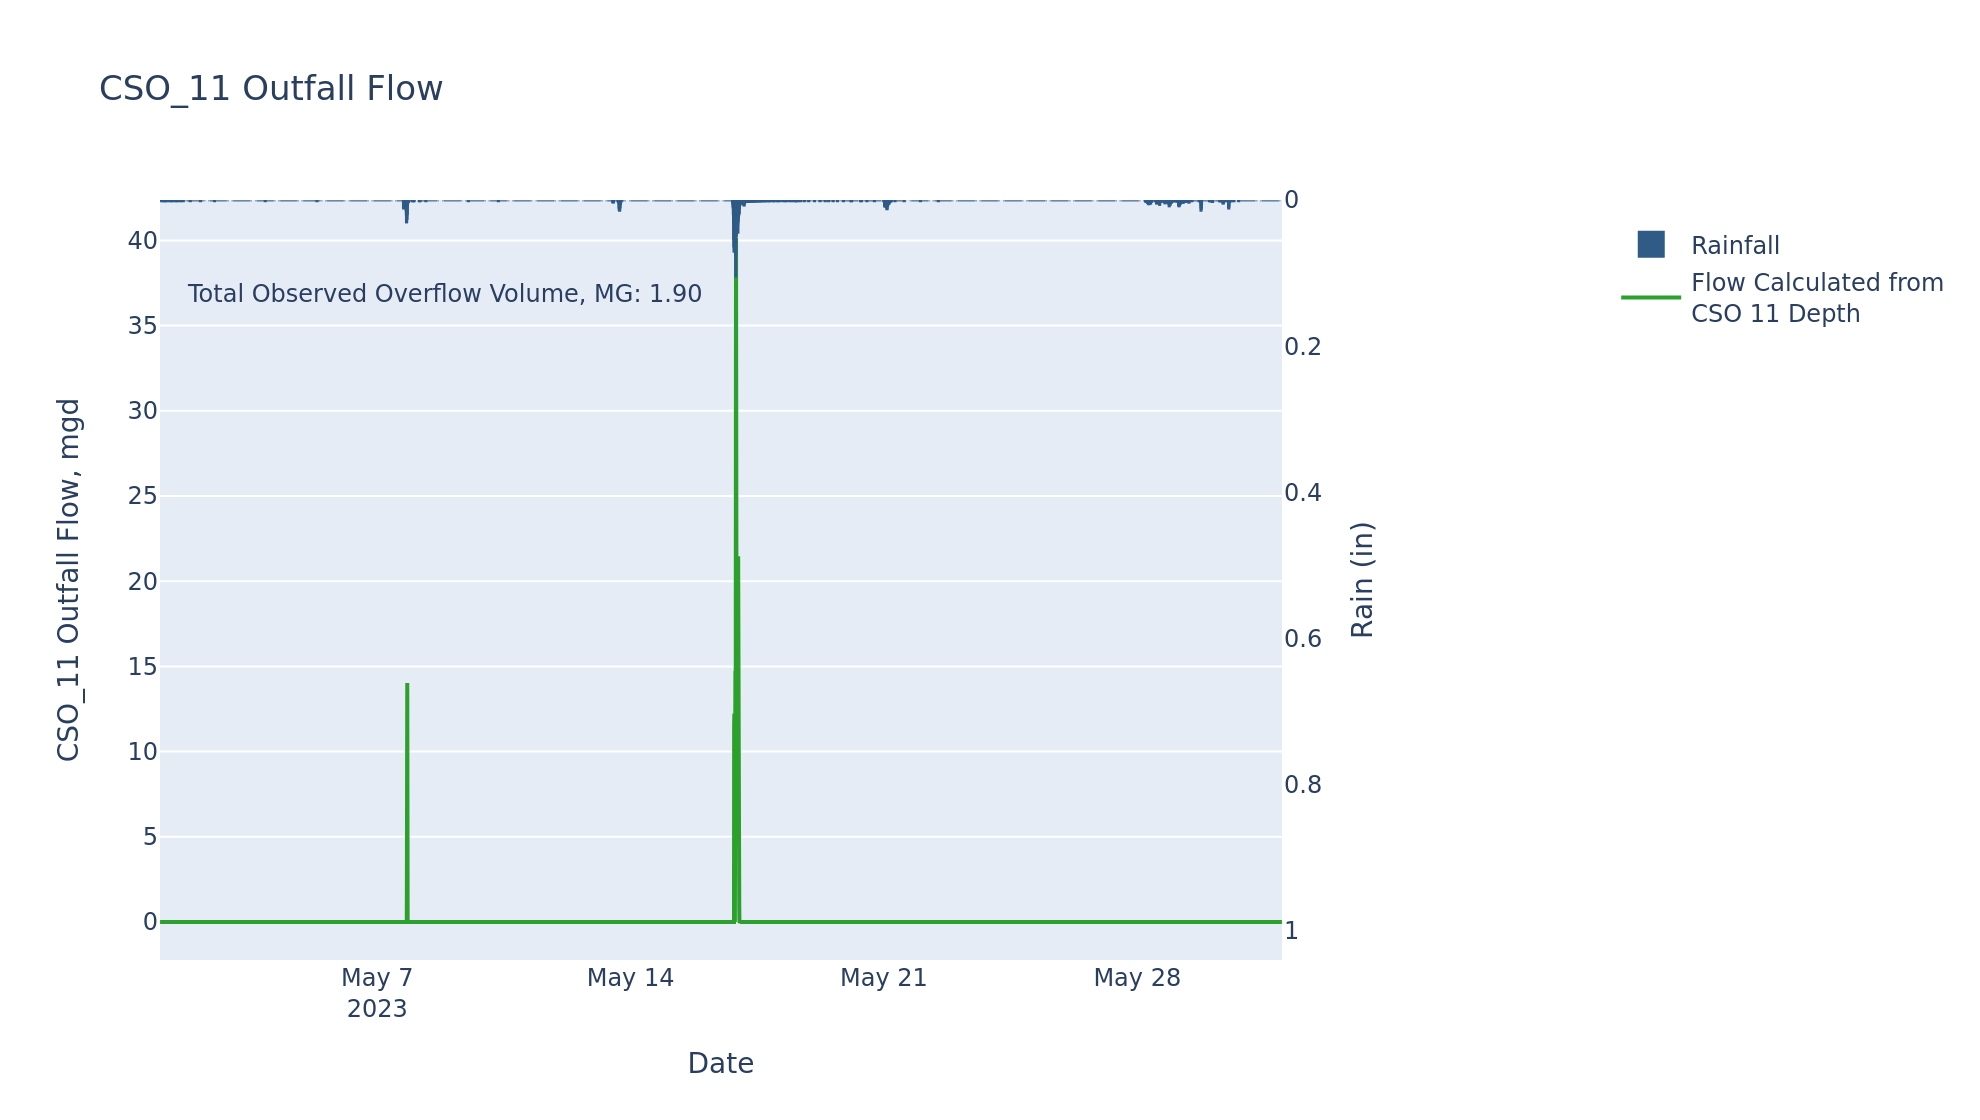 CSO_11 Outfall Flow
Total Observed Overflow Volume, MG: 1.90
CSO_11 Outfall Flow, mgd
40
35
30
25
20
15
10
5
0
0
0.2
0.4
0.6
0.8
1
Rain (in)
May 7
2023
May 14
May 21
May 28
Date
Rainfall
Flow Calculated from
CSO 11 Depth